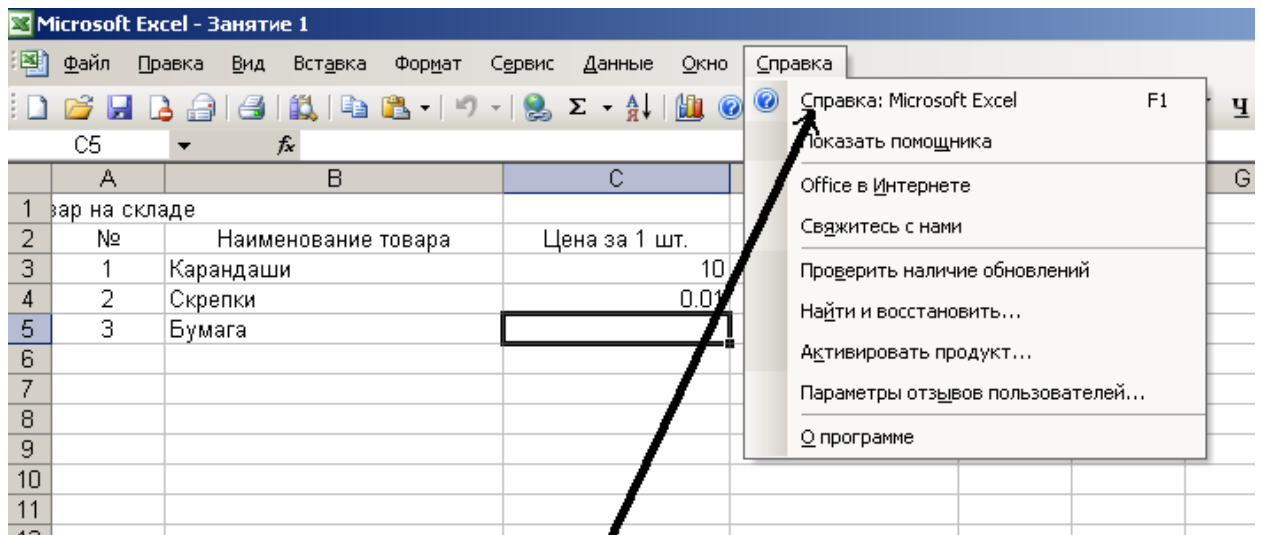 Microsoft Excel - Занятие 1
Файл Правка Вид Вставка Формат Сервис Данные Окно Справка
Σ Ч
C5 fx
A B C G
1 вар на складе
2 № Наименование товара Цена за 1 шт.
3 1 Карандаши 10
4 2 Скрепки 0.01
5 3 Бумага
6
7
8
9
10
11
Справка: Microsoft Excel F1
Показать помощника
Office в Интернете
Свяжитесь с нами
Проверить наличие обновлений
Найти и восстановить...
Активировать продукт...
Параметры отзывов пользователей...
О программе